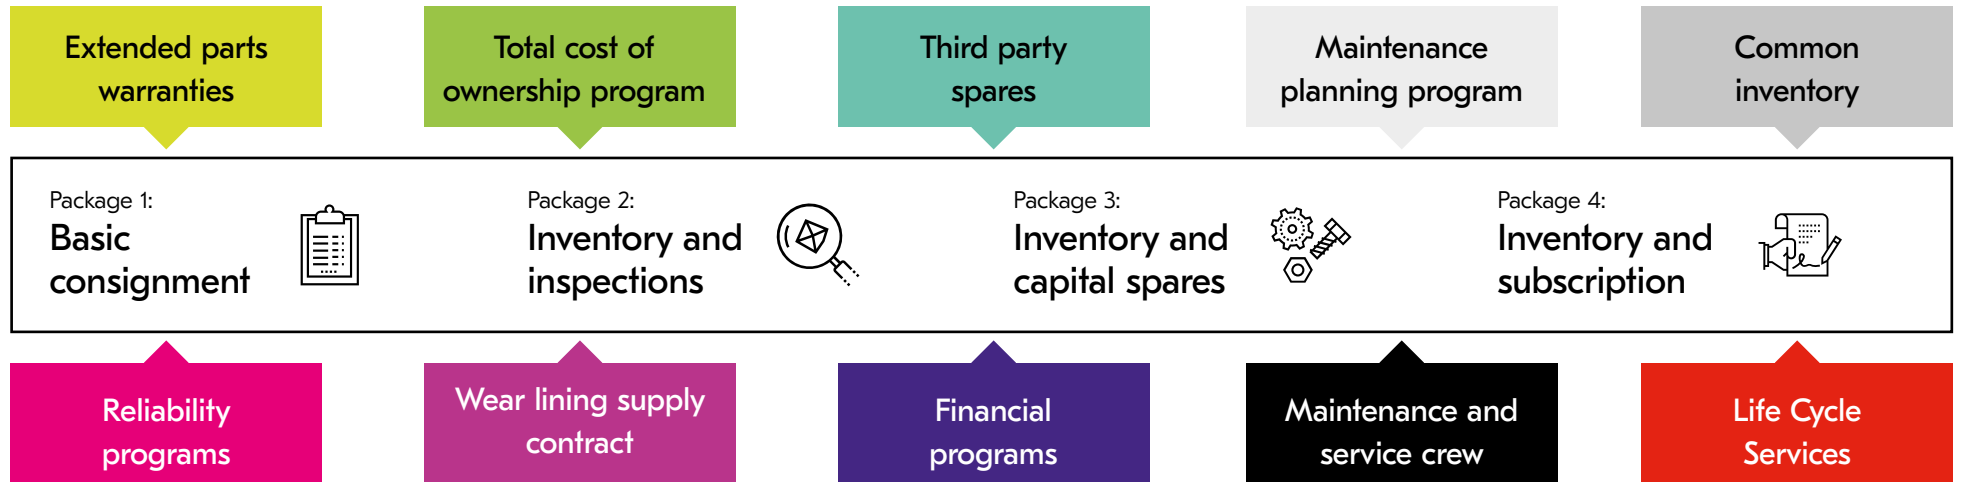 Extended parts
warranties
Total cost of
ownership program
Third party
spares
Maintenance
planning program
Common
inventory
Package 1:
Basic
consignment
Package 2:
Inventory and
inspections
Package 3:
Inventory and
capital spares
Package 4:
Inventory and
subscription
Reliability
programs
Wear lining supply
contract
Financial
programs
Maintenance and
service crew
Life Cycle
Services